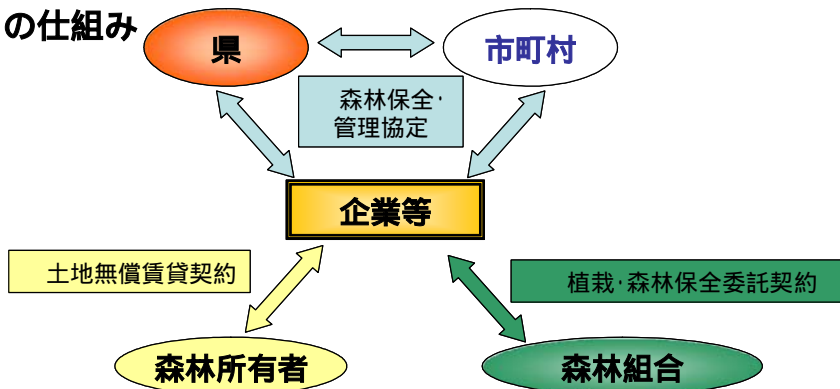 の仕組み
県
市町村
森林保全・
管理協定
企業等
土地無償賃貸契約
植栽・森林保全委託契約
森林所有者
森林組合